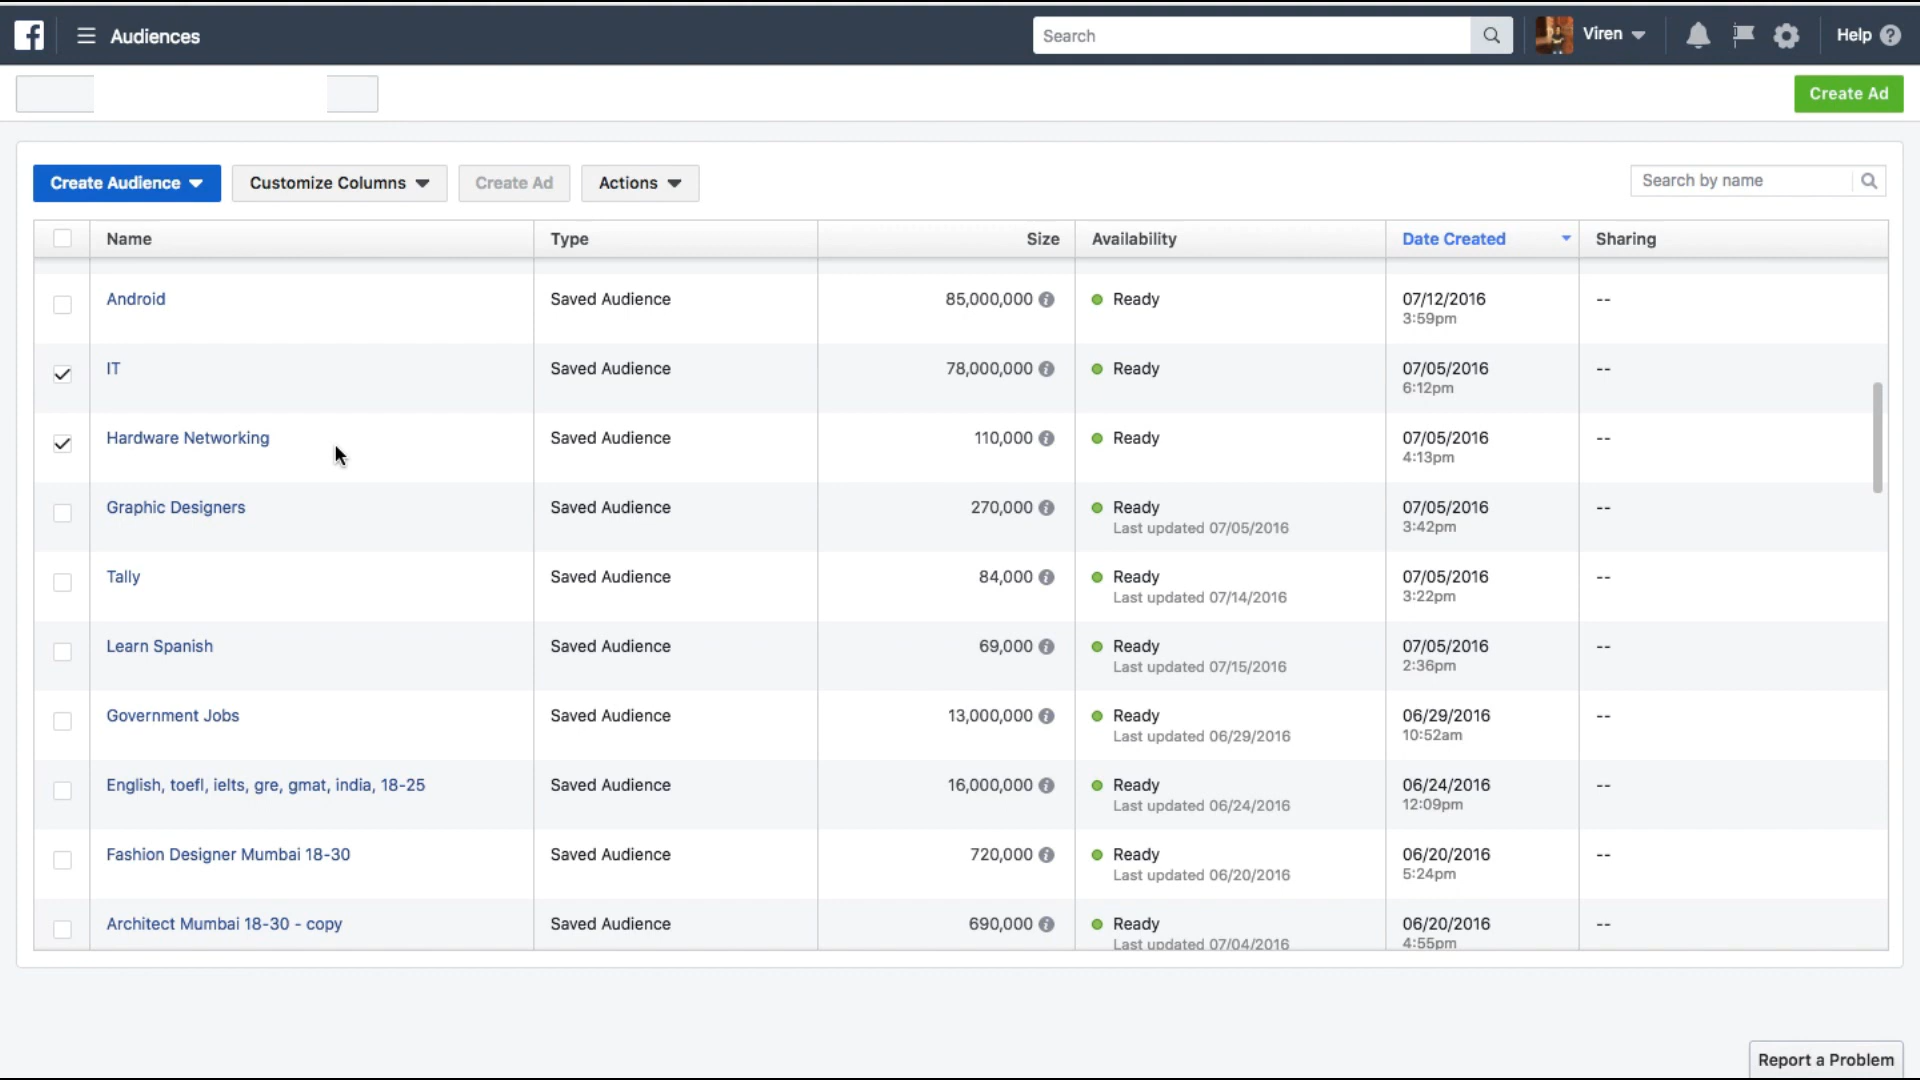 Audiences
Search
Viren
Help
Create Ad
Create Audience
Customize Columns
Create Ad
Actions
Search by name
Name Type Size Availability Date Created Sharing
Android Saved Audience 85,000,000 Ready 07/12/2016 --
3:59pm
IT Saved Audience 78,000,000 Ready 07/05/2016 --
6:12pm
Hardware Networking Saved Audience 110,000 Ready 07/05/2016 --
4:13pm
Graphic Designers Saved Audience 270,000 Ready 07/05/2016 --
Last updated 07/05/2016 3:42pm
Tally Saved Audience 84,000 Ready 07/05/2016 --
Last updated 07/14/2016 3:22pm
Learn Spanish Saved Audience 69,000 Ready 07/05/2016 --
Last updated 07/15/2016 2:36pm
Government Jobs Saved Audience 13,000,000 Ready 06/29/2016 --
Last updated 06/29/2016 10:52am
English, toefl, ielts, gre, gmat, india, 18-25 Saved Audience 16,000,000 Ready 06/24/2016 --
Last updated 06/24/2016 12:09pm
Fashion Designer Mumbai 18-30 Saved Audience 720,000 Ready 06/20/2016 --
Last updated 06/20/2016 5:24pm
Architect Mumbai 18-30 - copy Saved Audience 690,000 Ready 06/20/2016 --
Last updated 07/04/2016 4:55pm
Report a Problem